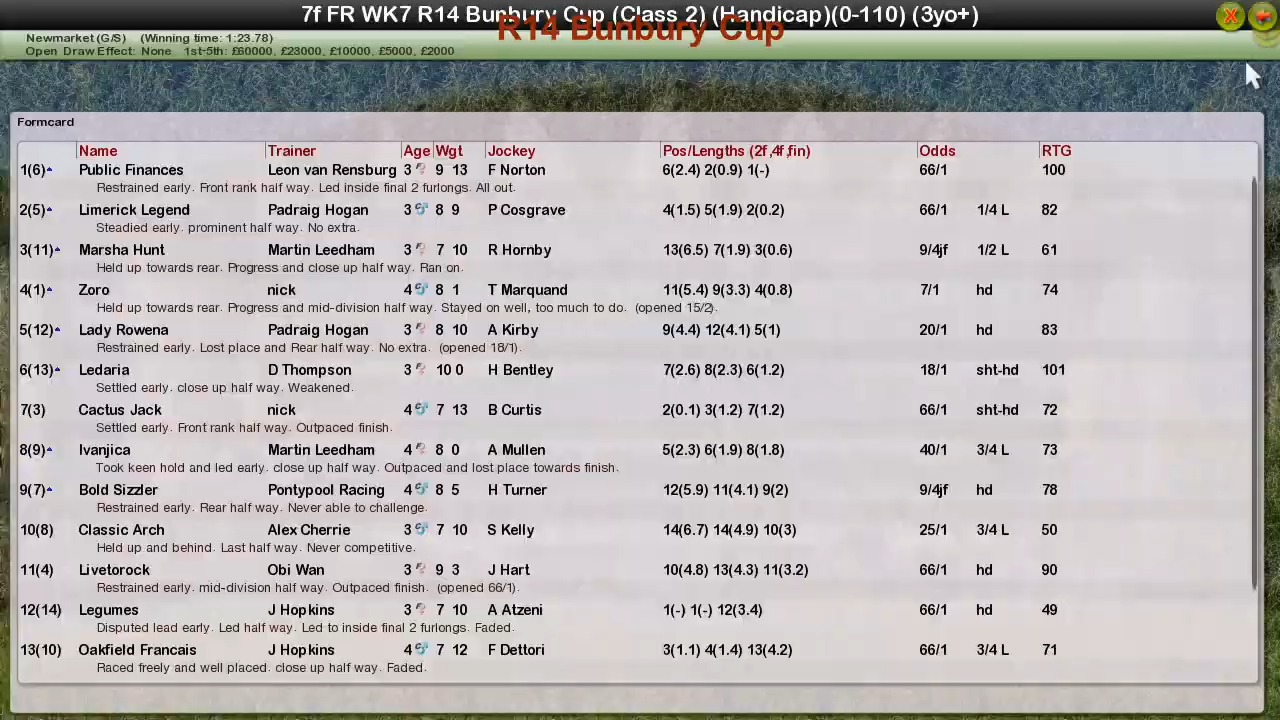 7f FR WK7 R14 Bunbury Cup (Class 2) (Handicap)(0-110) (3yo+)
R14 Bunbury Cup
Newmarket (G/S) (Winning time: 1:23.78)
Open Draw Effect: None 1st-5th: £60000, £23000, £10000, £5000, £2000
Formcard
Name Trainer Age Wgt Jockey Pos/Lengths (2f,4f,fin) Odds RTG
1(6) Public Finances Leon van Rensburg 3 9 13 F Norton 6(2.4) 2(0.9) 1(-) 66/1 100
Restrained early. Front rank half way. Led inside final 2 furlongs. All out.
2(5) Limerick Legend Padraig Hogan 3 8 9 P Cosgrave 4(1.5) 5(1.9) 2(0.2) 66/1 1/4 L 82
Steadied early. prominent half way. No extra.
3(11) Marsha Hunt Martin Leedham 3 7 10 R Hornby 13(6.5) 7(1.9) 3(0.6) 9/4jf 1/2 L 61
Held up towards rear. Progress and close up half way. Ran on.
4(1) Zoro nick 4 8 1 T Marquand 11(5.4) 9(3.3) 4(0.8) 7/1 hd 74
Held up towards rear. Progress and mid-division half way. Stayed on well, too much to do. (opened 15/2).
5(12) Lady Rowena Padraig Hogan 3 8 10 A Kirby 9(4.4) 12(4.1) 5(1) 20/1 hd 83
Restrained early. Lost place and Rear half way. No extra. (opened 18/1).
6(13) Ledaria D Thompson 3 10 0 H Bentley 7(2.6) 8(2.3) 6(1.2) 18/1 sht-hd 101
Settled early. close up half way. Weakened.
7(3) Cactus Jack nick 4 7 13 B Curtis 2(0.1) 3(1.2) 7(1.2) 66/1 sht-hd 72
Settled early. Front rank half way. Outpaced finish.
8(9) Ivanjica Martin Leedham 4 8 0 A Mullen 5(2.3) 6(1.9) 8(1.8) 40/1 3/4 L 73
Took keen hold and led early. close up half way. Outpaced and lost place towards finish.
9(7) Bold Sizzler Pontypool Racing 4 8 5 H Turner 12(5.9) 11(4.1) 9(2) 9/4jf hd 78
Restrained early. Rear half way. Never able to challenge.
10(8) Classic Arch Alex Cherrie 3 7 10 S Kelly 14(6.7) 14(4.9) 10(3) 25/1 3/4 L 50
Held up and behind. Last half way. Never competitive.
11(4) Livetorock Obi Wan 3 9 3 J Hart 10(4.8) 13(4.3) 11(3.2) 66/1 hd 90
Restrained early. mid-division half way. Outpaced finish. (opened 66/1).
12(14) Legumes J Hopkins 3 7 10 A Atzeni 1(-) 1(-) 12(3.4) 66/1 hd 49
Disputed lead early. Led half way. Led to inside final 2 furlongs. Faded.
13(10) Oakfield Francais J Hopkins 4 7 12 F Dettori 3(1.1) 4(1.4) 13(4.2) 66/1 3/4 L 71
Raced freely and well placed. close up half way. Faded.